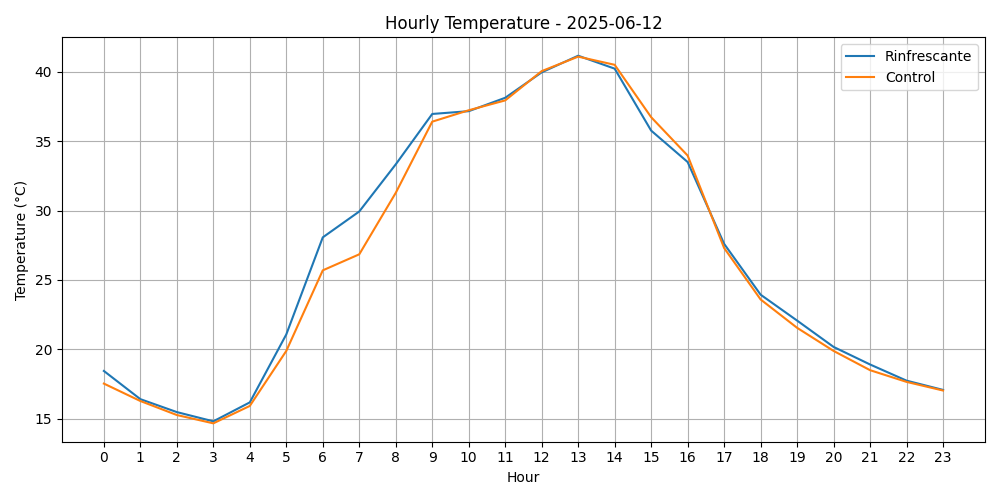 Hourly Temperature - 2025-06-12
Rinfrescante
Control
Temperature (°C)
40
35
30
25
20
15
0 1 2 3 4 5 6 7 8 9 10 11 12 13 14 15 16 17 18 19 20 21 22 23
Hour